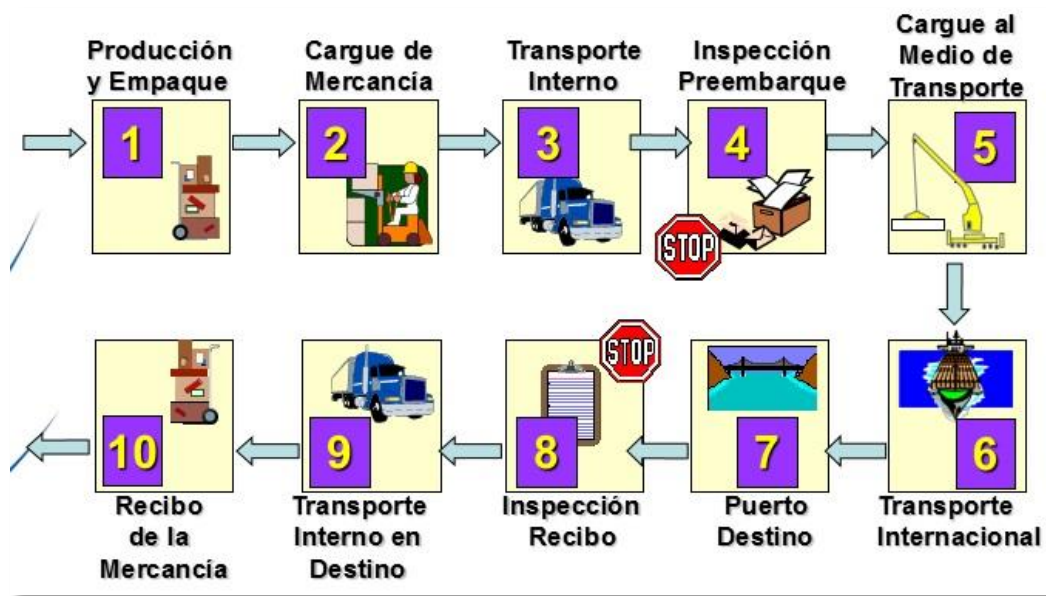 Producción
y Empaque
1
Cargue de
Mercancía
2
Transporte
Interno
3
Inspección
Preembarque
4
STOP
Cargue al
Medio de
Transporte
5
6
Transporte
Internacional
7
Puerto
Destino
STOP
8
Inspección
Recibo
9
Transporte
Interno en
Destino
10
Recibo
de la
Mercancía